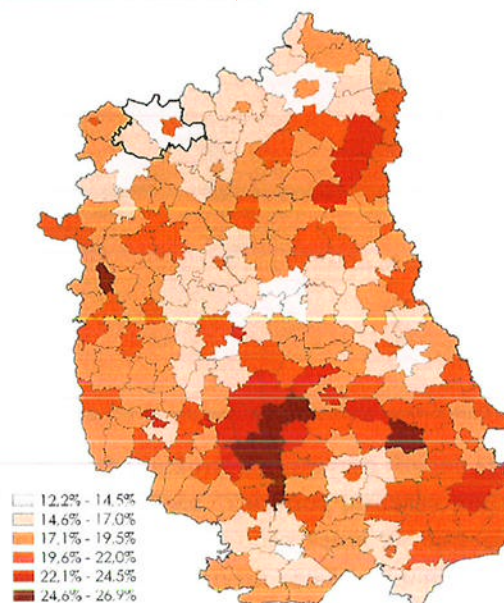 12.2% - 14.5%
14.6% - 17.0%
17.1% - 19.5%
19.6% - 22.0%
22.1% - 24.5%
24.6% - 26.9%